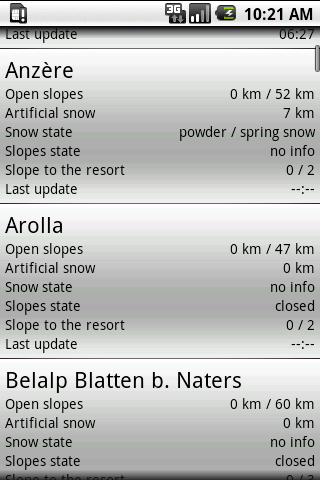 3G
10:21 AM
Last update 06:27
Anzère
Open slopes 0 km / 52 km
Artificial snow 7 km
Snow state powder / spring snow
Slopes state no info
Slope to the resort 0 / 2
Last update --:--
Arolla
Open slopes 0 km / 47 km
Artificial snow 0 km
Snow state no info
Slopes state closed
Slope to the resort 0 / 2
Last update --:--
Belalp Blatten b. Naters
Open slopes 0 km / 60 km
Artificial snow 0 km
Snow state no info
Slopes state closed
Slope to the resort 0 / 3